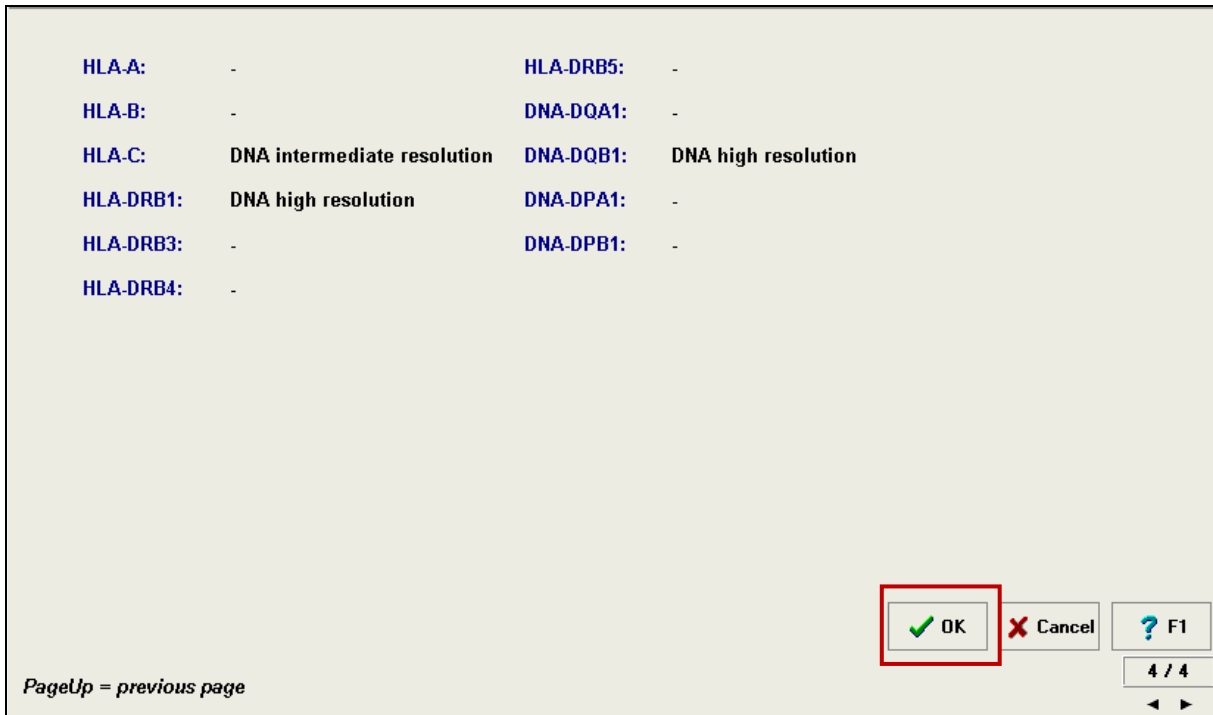 HLA-A: - HLA-DRB5: -
HLA-B: - DNA-DQA1: -
HLA-C: DNA intermediate resolution DNA-DQB1: DNA high resolution
HLA-DRB1: DNA high resolution DNA-DPA1: -
HLA-DRB3: - DNA-DPB1: -
HLA-DRB4: -
OK Cancel ? F1
4 / 4
PageUp = previous page